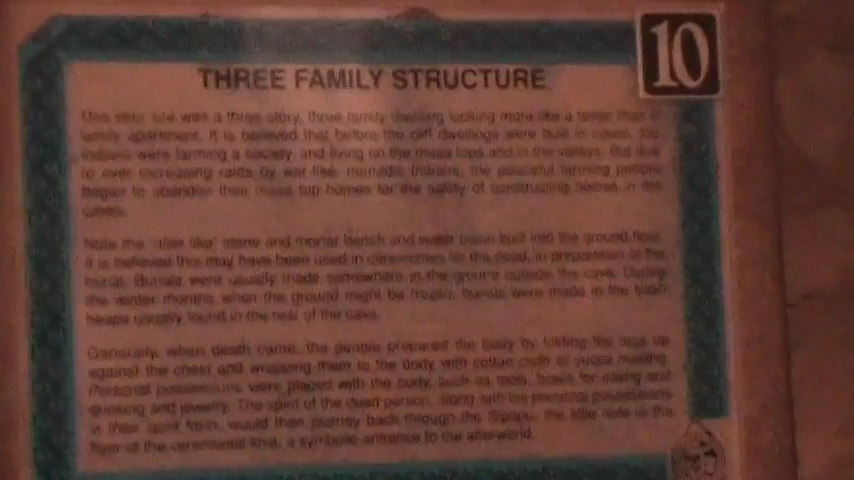 10
THREE FAMILY STRUCTURE
was a three story, three family dwelling looking more like a tower than a
family apartment. It is believed that before the cliff dwellings were built in caves, the
Indians were farming a society, and living on the mesa tops and in the valleys. But due
to ever increasing raids by war like, nomadic Indians, the peaceful farming people
began to abandon their mesa top homes for the safety of constructing homes in the
caves.
Note the "alter like" stone and mortar bench and water basin built into the ground floor.
It is believed this may have been used in ceremonies for the dead, in preparation of the
burial. Burials were usually made somewhere in the ground outside the cave. During
the winter months when the ground might be frozen, burials were made in the trash
heaps usually found in the rear of the cave.
Generally, when death came, the people prepared the body by folding the legs up
against the chest and wrapping them to the body with cotton cloth or yucca matting.
Personal possessions were placed with the body, such as tools, bowls for eating and
drinking and jewelry. The spirit of the dead person, along with his personal possessions
in their spirit form, would then journey back through the Sipapu, the little hole in the
floor of the ceremonial kiva, a symbolic entrance to the afterworld.